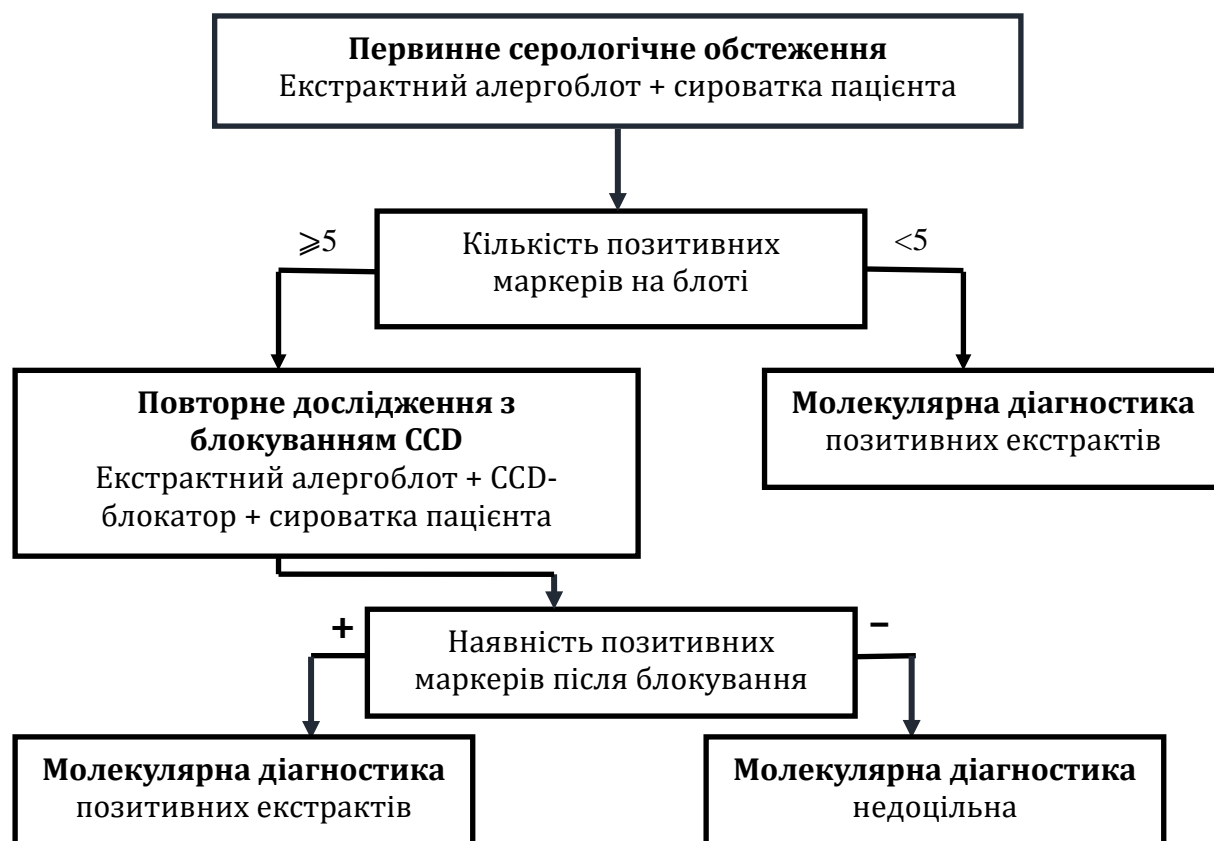 Первинне серологічне обстеження
Екстрактний алергоблот + сироватка пацієнта
⩾5
Кількість позитивних
маркерів на блоті
<5
Повторне дослідження з
блокуванням CCD
Екстрактний алергоблот + CCD-
блокатор + сироватка пацієнта
Молекулярна діагностика
позитивних екстрактів
+
Наявність позитивних
маркерів після блокування
−
Молекулярна діагностика
позитивних екстрактів
Молекулярна діагностика
недоцільна